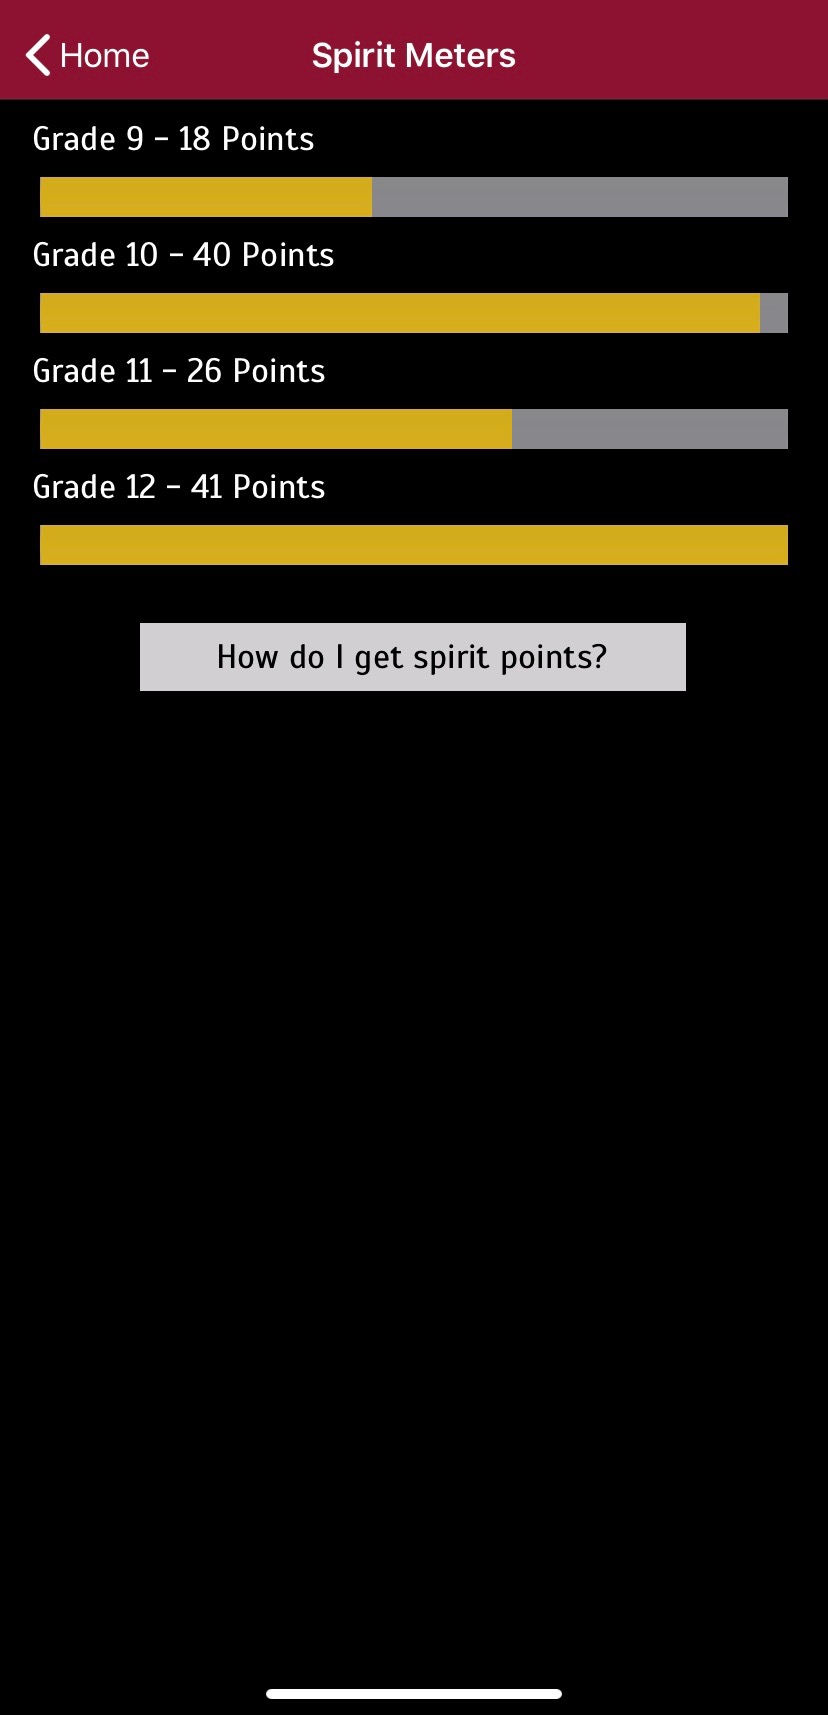 Home
Spirit Meters
Grade 9 - 18 Points
Grade 10 - 40 Points
Grade 11 - 26 Points
Grade 12 - 41 Points
How do I get spirit points?